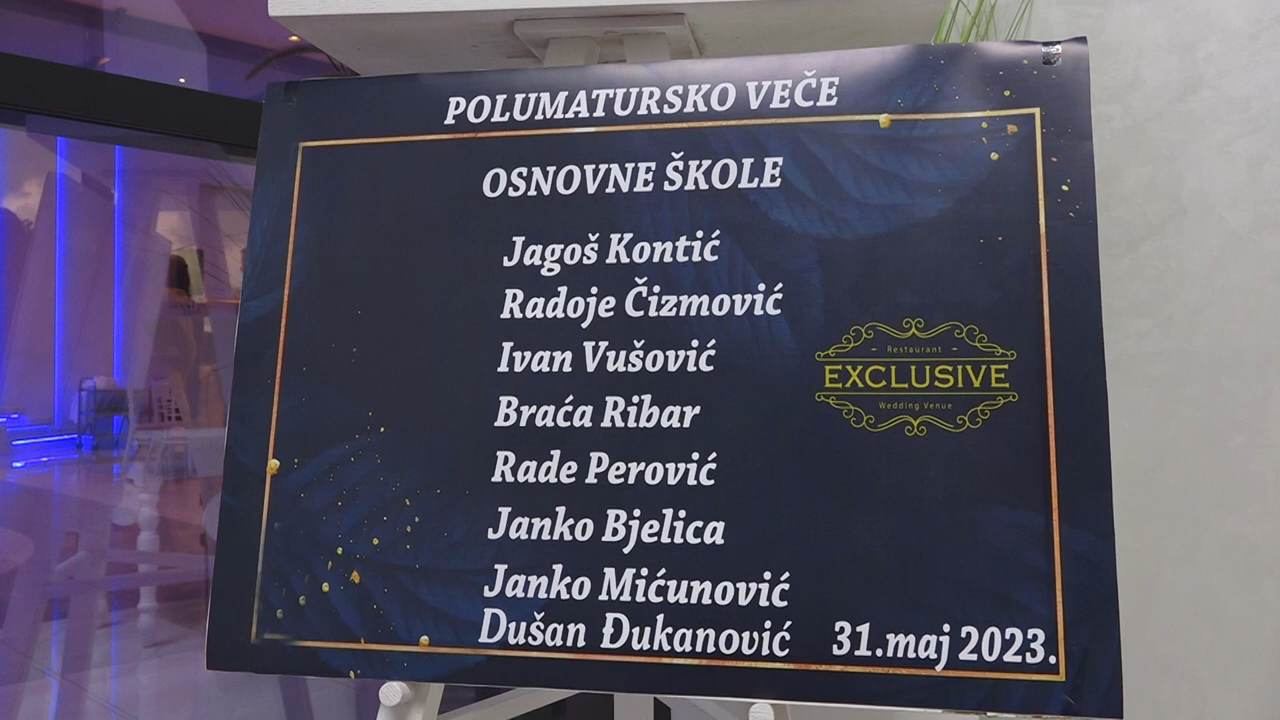 POLUMATURSKO VEČE
OSNOVNE ŠKOLE
Jagoš Kontić
Radoje Čizmović
Ivan Vušović
Braća Ribar
Rade Perović
Janko Bjelica
Janko Mićunović
Dušan Đukanović
31.maj 2023.
Restaurant
EXCLUSIVE
Wedding Venue